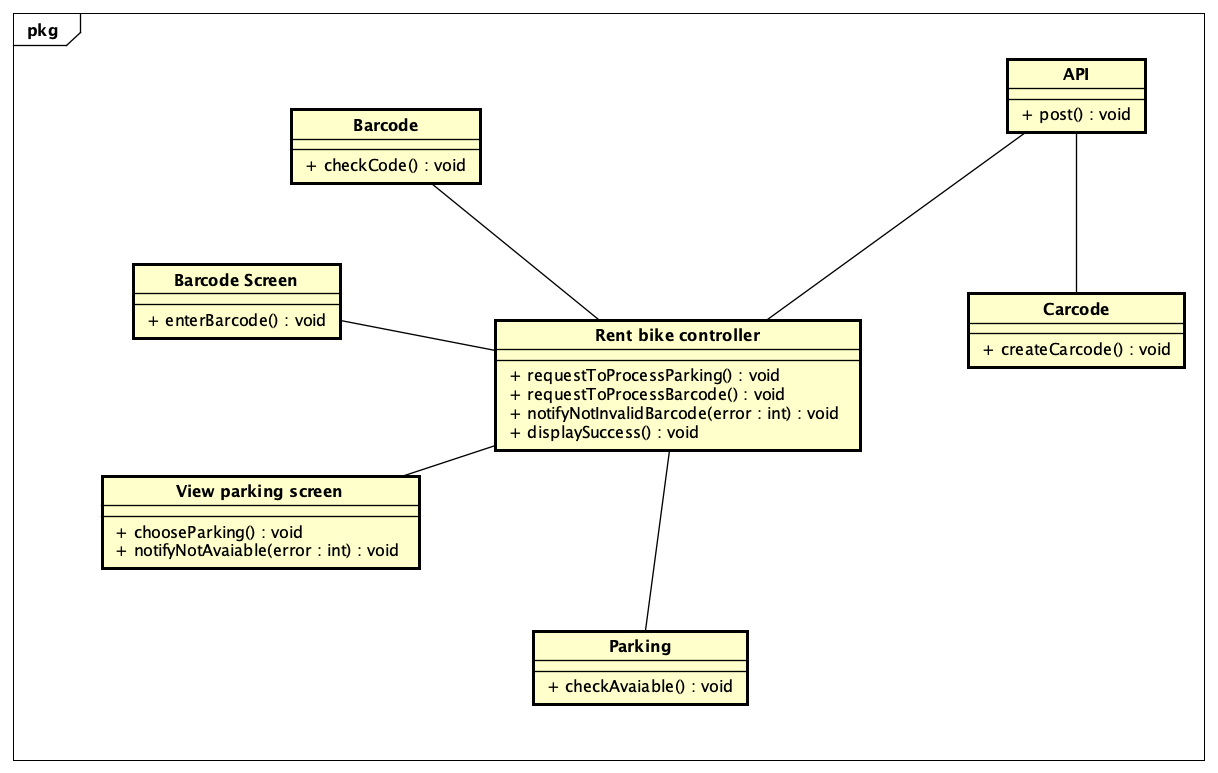 pkg
API
+ post() : void
Barcode
+ checkCode() : void
Barcode Screen
+ enterBarcode() : void
Carcode
+ createCarcode() : void
Rent bike controller
+ requestToProcessParking() : void
+ requestToProcessBarcode() : void
+ notifyNotInvalidBarcode(error : int) : void
+ displaySuccess() : void
View parking screen
+ chooseParking() : void
+ notifyNotAvaiable(error : int) : void
Parking
+ checkAvaiable() : void